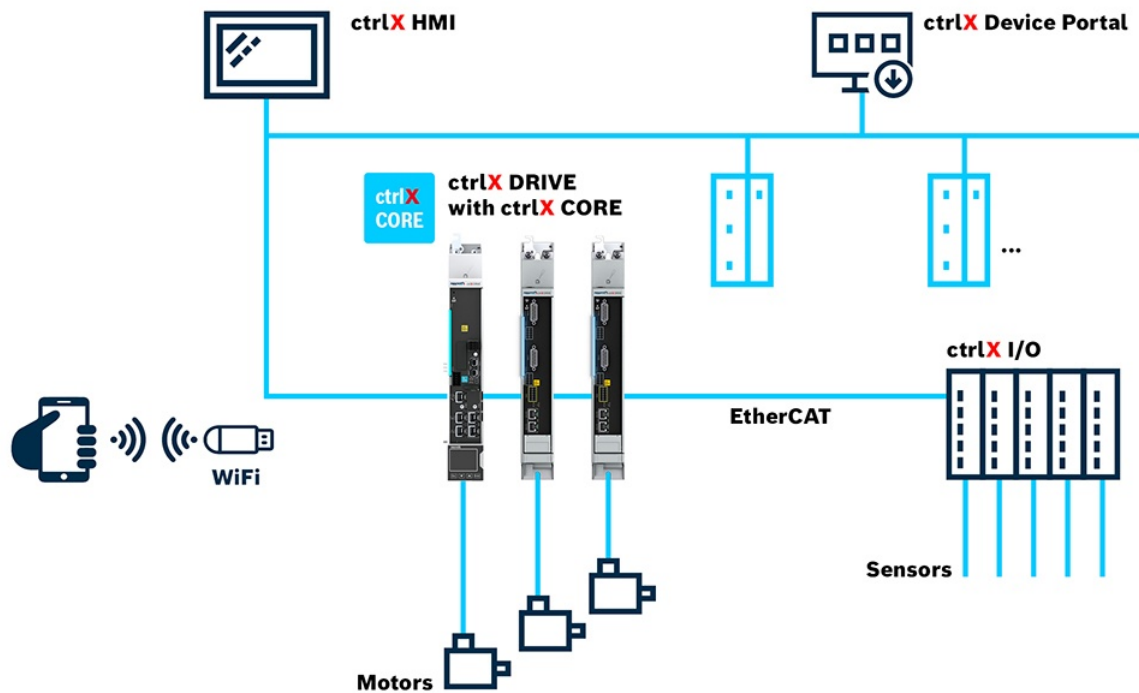 ctrlX HMI
ctrlX Device Portal
ctrlX
CORE
ctrlX DRIVE
with ctrlX CORE
...
ctrlX I/O
EtherCAT
WiFi
Sensors
Motors